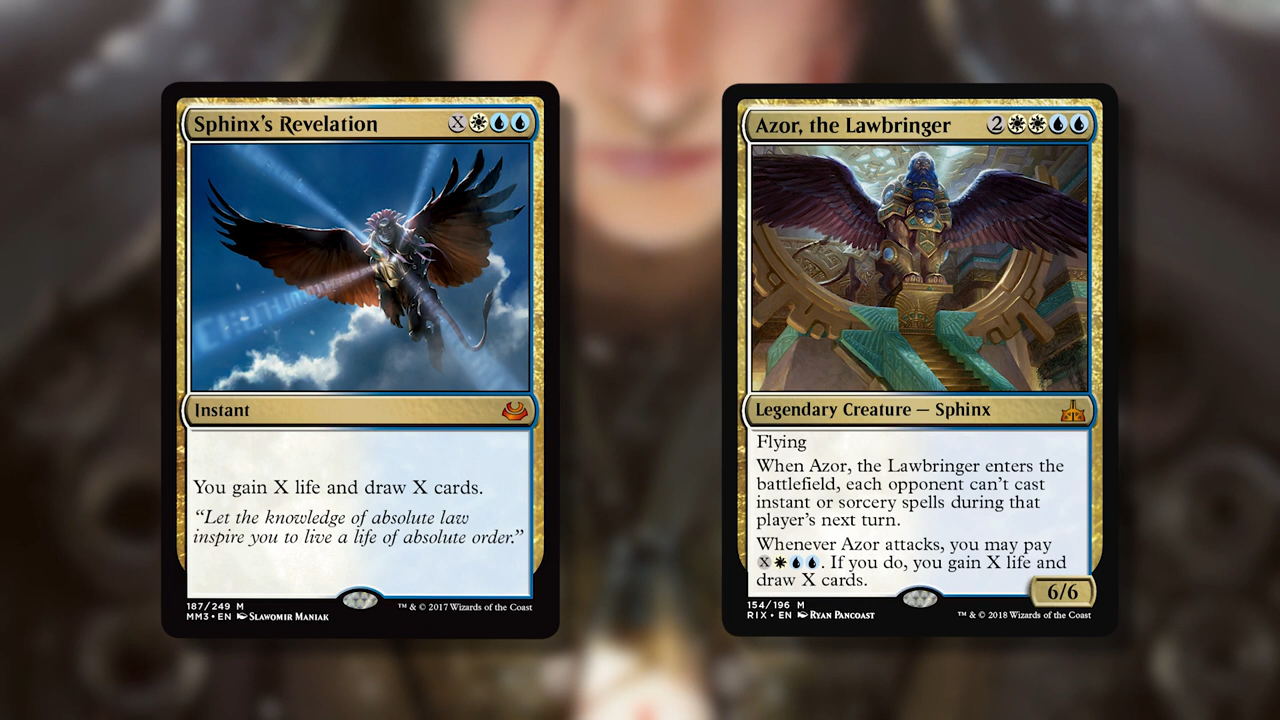 Sphinx's Revelation
X
Instant
You gain X life and draw X cards.
“Let the knowledge of absolute law
inspire you to live a life of absolute order.”
187/249 M
MM3 • EN SLAWOMIR MANIAK
™ & © 2017 Wizards of the Coast
Azor, the Lawbringer
2
Legendary Creature — Sphinx
Flying
When Azor, the Lawbringer enters the
battlefield, each opponent can't cast
instant or sorcery spells during that
player's next turn.
Whenever Azor attacks, you may pay
X. If you do, you gain X life and
draw X cards.
6/6
154/196 M
RIX • EN RYAN PANCOAST
™ & © 2018 Wizards of the Coast